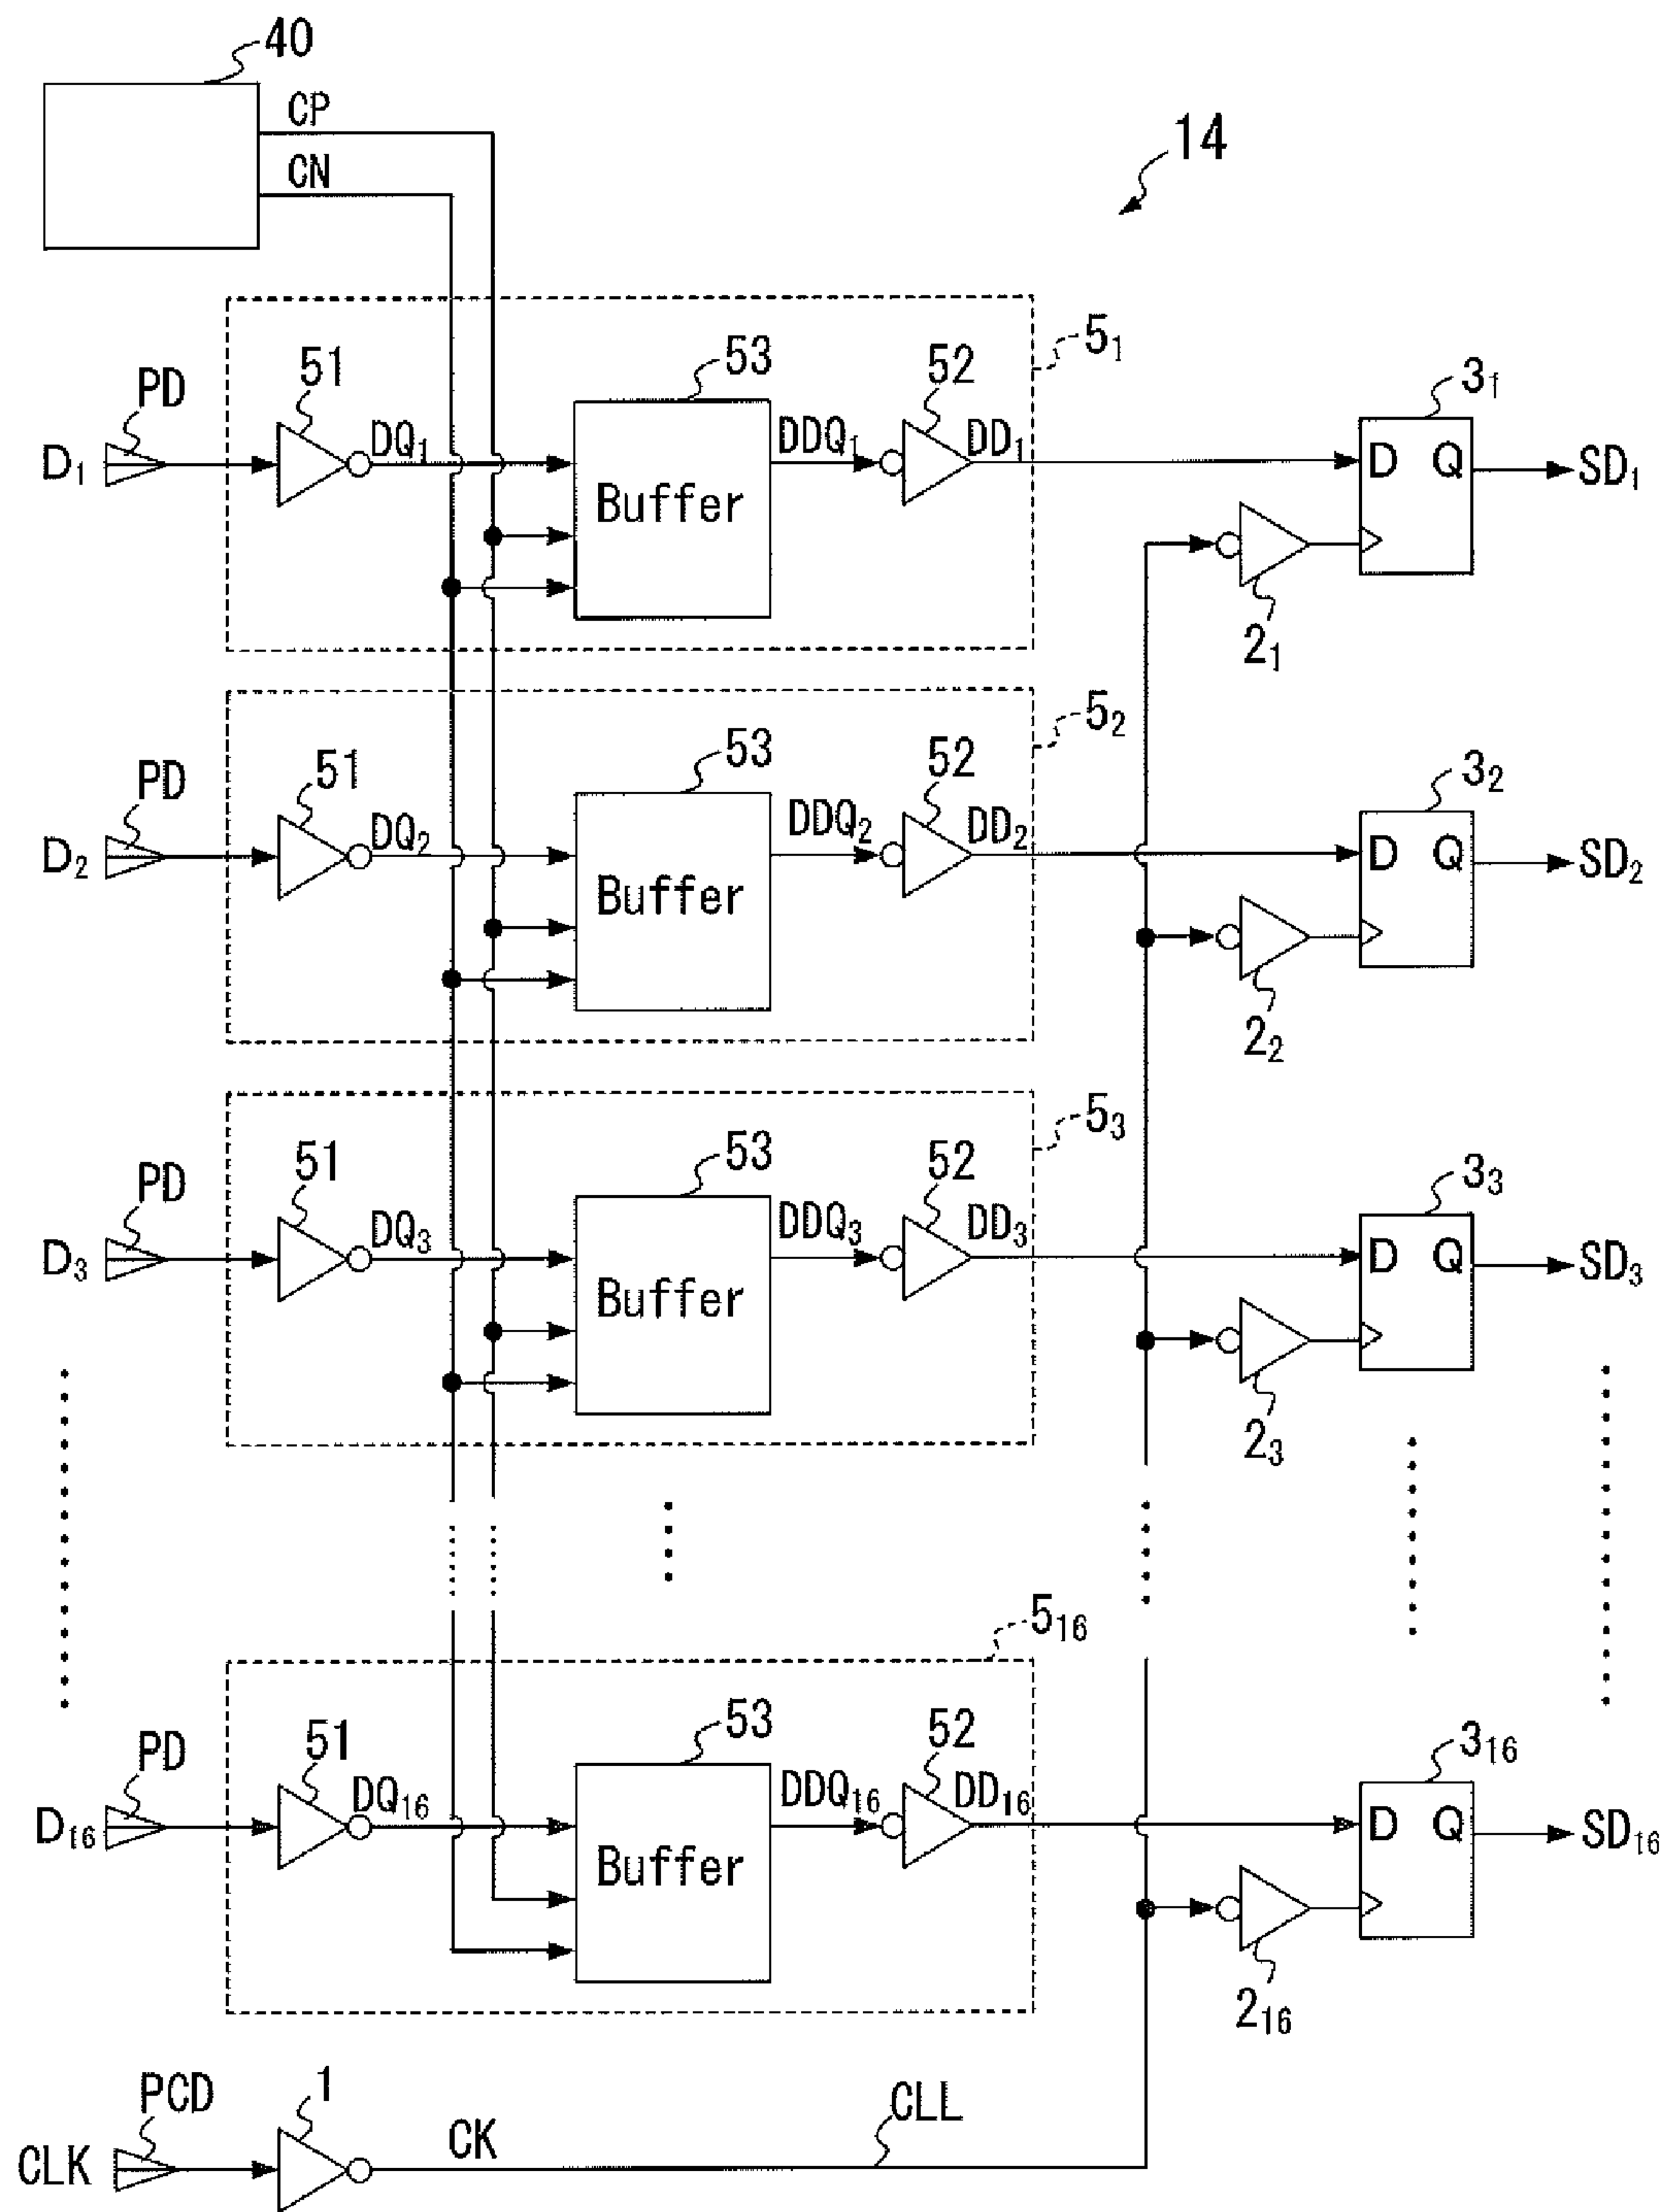 40
CP
CN
14
51
53
52
5₁
3₁
PD
D₁
DQ₁
Buffer
DDQ₁
DD₁
D Q
SD₁
2₁
51
53
52
5₂
3₂
PD
D₂
DQ₂
Buffer
DDQ₂
DD₂
D Q
SD₂
2₂
51
53
52
5₃
3₃
PD
D₃
DQ₃
Buffer
DDQ₃
DD₃
D Q
SD₃
2₃
51
53
52
5₁₆
3₁₆
PD
D₁₆
DQ₁₆
Buffer
DDQ₁₆
DD₁₆
D Q
SD₁₆
2₁₆
PCD
1
CLK
CK
CLL